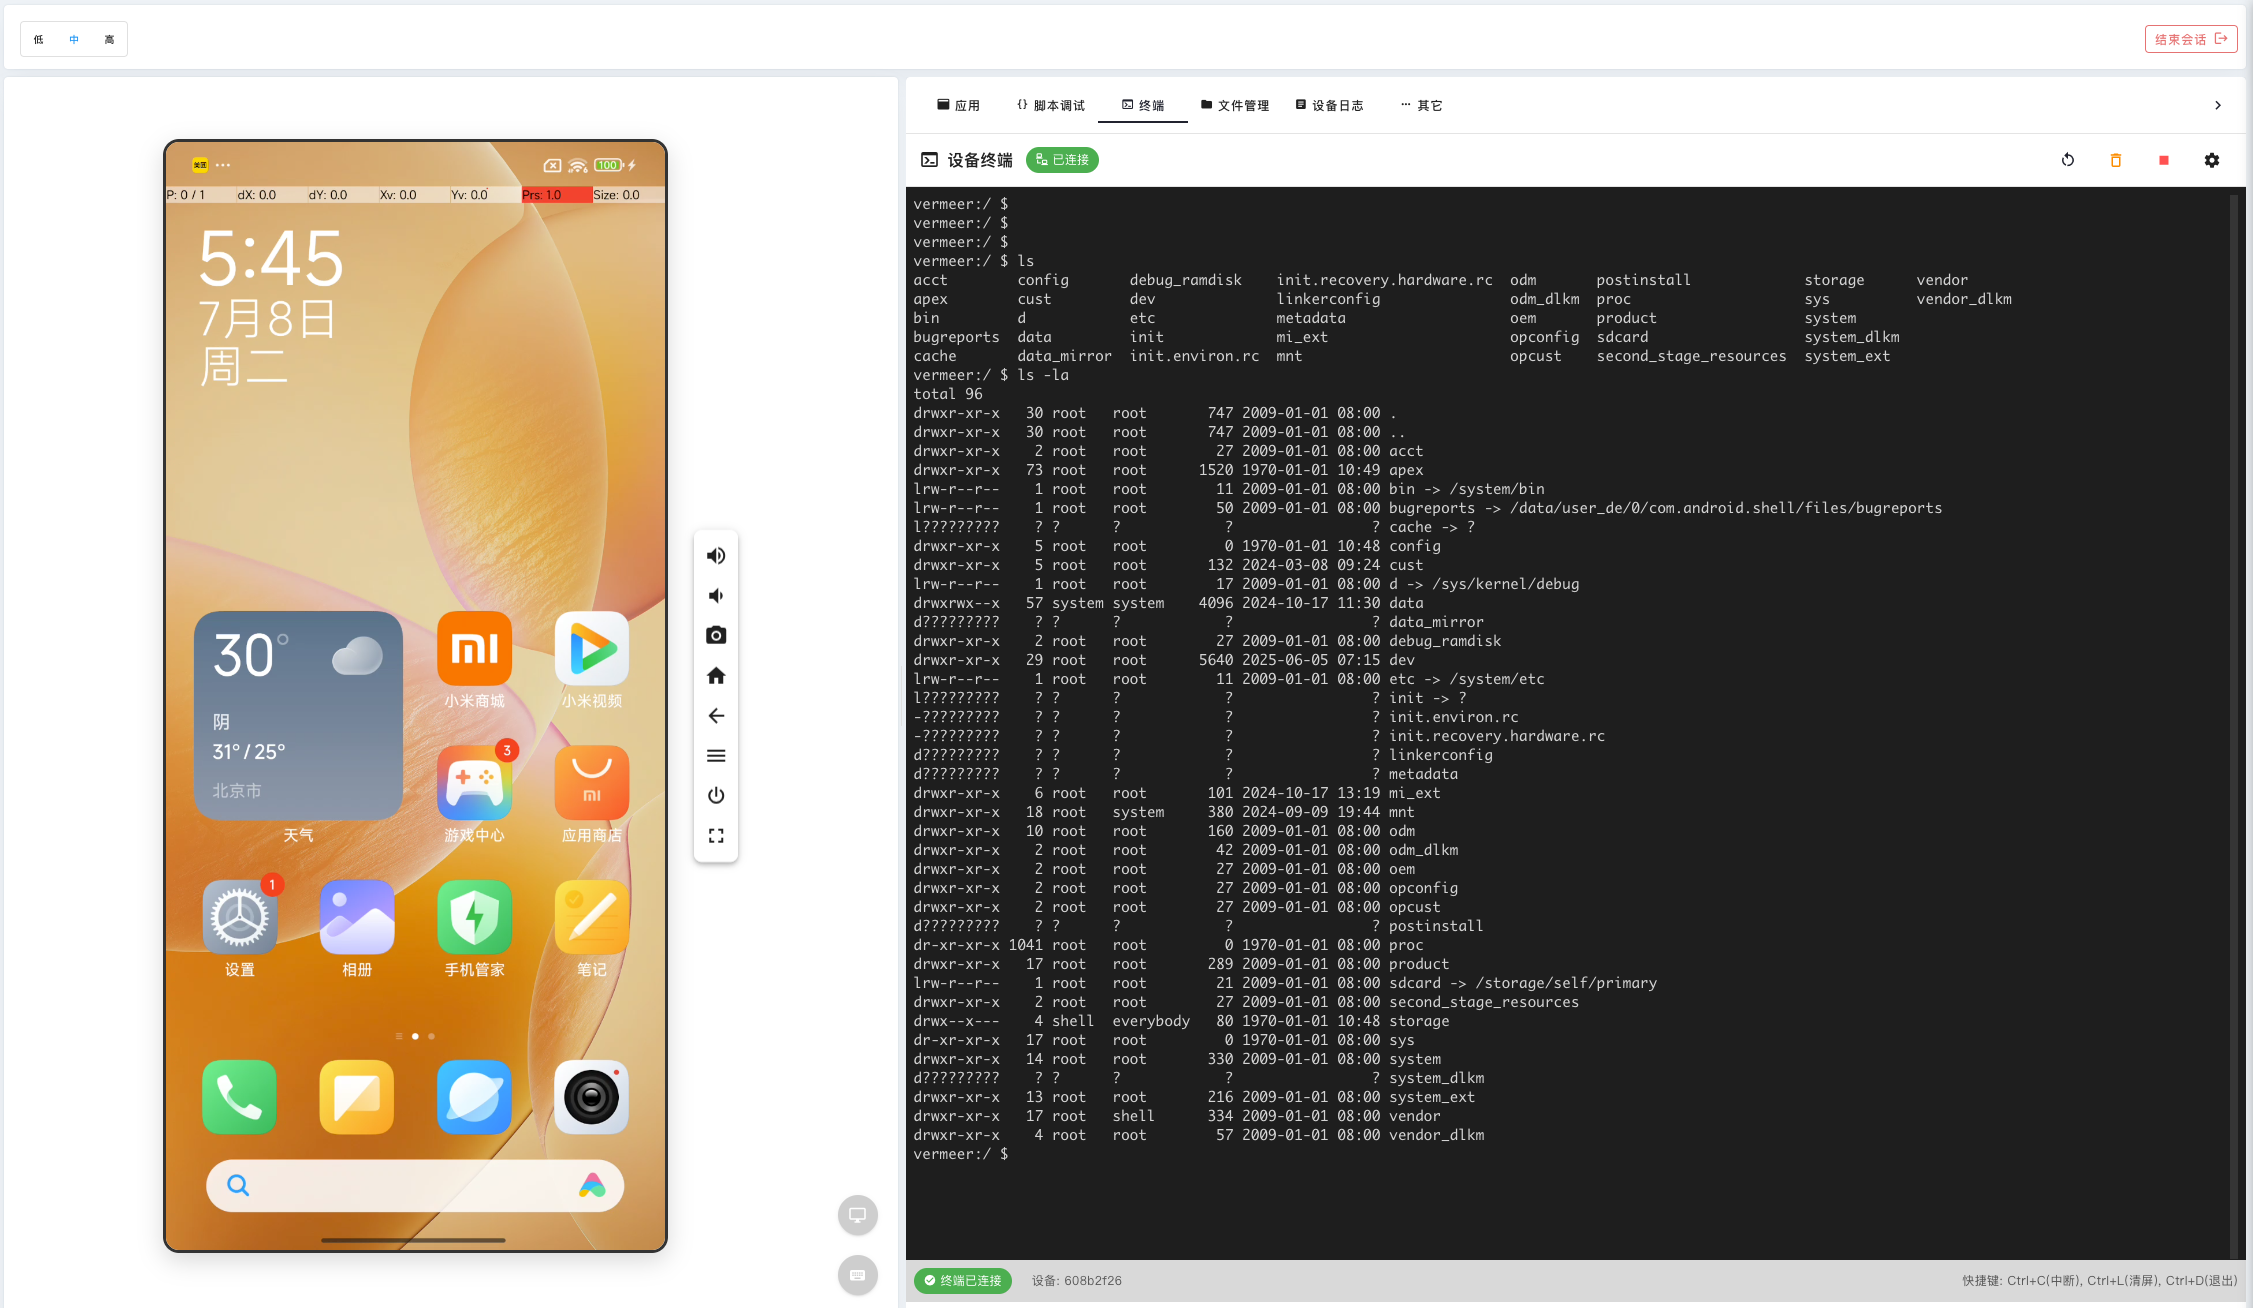 低 中 高
结束会话
应用 脚本调试 终端 文件管理 设备日志 其它
设备终端 已连接
美团 ··· 100
P: 0 / 1 dX: 0.0 dY: 0.0 Xv: 0.0 Yv: 0.0 Prs: 1.0 Size: 0.0
5:45
7月8日
周二
30°
阴
31° / 25°
北京市
天气
小米商城
小米视频
3
游戏中心
应用商店
1
设置
相册
手机管家
笔记
vermeer:/ $
vermeer:/ $
vermeer:/ $
vermeer:/ $ ls
acct config debug_ramdisk init.recovery.hardware.rc odm postinstall storage vendor
apex cust dev linkerconfig odm_dlkm proc sys vendor_dlkm
bin d etc metadata oem product system
bugreports data init mi_ext opconfig sdcard system_dlkm
cache data_mirror init.environ.rc mnt opcust second_stage_resources system_ext
vermeer:/ $ ls -la
total 96
drwxr-xr-x 30 root root 747 2009-01-01 08:00 .
drwxr-xr-x 30 root root 747 2009-01-01 08:00 ..
drwxr-xr-x 2 root root 27 2009-01-01 08:00 acct
drwxr-xr-x 73 root root 1520 1970-01-01 10:49 apex
lrw-r--r-- 1 root root 11 2009-01-01 08:00 bin -> /system/bin
lrw-r--r-- 1 root root 50 2009-01-01 08:00 bugreports -> /data/user_de/0/com.android.shell/files/bugreports
l????????? ? ? ? ? ? cache -> ?
drwxr-xr-x 5 root root 0 1970-01-01 10:48 config
drwxr-xr-x 5 root root 132 2024-03-08 09:24 cust
lrw-r--r-- 1 root root 17 2009-01-01 08:00 d -> /sys/kernel/debug
drwxrwx--x 57 system system 4096 2024-10-17 11:30 data
d????????? ? ? ? ? ? data_mirror
drwxr-xr-x 2 root root 27 2009-01-01 08:00 debug_ramdisk
drwxr-xr-x 29 root root 5640 2025-06-05 07:15 dev
lrw-r--r-- 1 root root 11 2009-01-01 08:00 etc -> /system/etc
l????????? ? ? ? ? ? init -> ?
-????????? ? ? ? ? ? init.environ.rc
-????????? ? ? ? ? ? init.recovery.hardware.rc
d????????? ? ? ? ? ? linkerconfig
d????????? ? ? ? ? ? metadata
drwxr-xr-x 6 root root 101 2024-10-17 13:19 mi_ext
drwxr-xr-x 18 root system 380 2024-09-09 19:44 mnt
drwxr-xr-x 10 root root 160 2009-01-01 08:00 odm
drwxr-xr-x 2 root root 42 2009-01-01 08:00 odm_dlkm
drwxr-xr-x 2 root root 27 2009-01-01 08:00 oem
drwxr-xr-x 2 root root 27 2009-01-01 08:00 opconfig
drwxr-xr-x 2 root root 27 2009-01-01 08:00 opcust
d????????? ? ? ? ? ? postinstall
dr-xr-xr-x 1041 root root 0 1970-01-01 08:00 proc
drwxr-xr-x 17 root root 289 2009-01-01 08:00 product
lrw-r--r-- 1 root root 21 2009-01-01 08:00 sdcard -> /storage/self/primary
drwxr-xr-x 2 root root 27 2009-01-01 08:00 second_stage_resources
drwx--x--- 4 shell everybody 80 1970-01-01 10:48 storage
dr-xr-xr-x 17 root root 0 1970-01-01 08:00 sys
drwxr-xr-x 14 root root 330 2009-01-01 08:00 system
d????????? ? ? ? ? ? system_dlkm
drwxr-xr-x 13 root root 216 2009-01-01 08:00 system_ext
drwxr-xr-x 17 root shell 334 2009-01-01 08:00 vendor
drwxr-xr-x 4 root root 57 2009-01-01 08:00 vendor_dlkm
vermeer:/ $
终端已连接 设备: 608b2f26 快捷键: Ctrl+C(中断), Ctrl+L(清屏), Ctrl+D(退出)